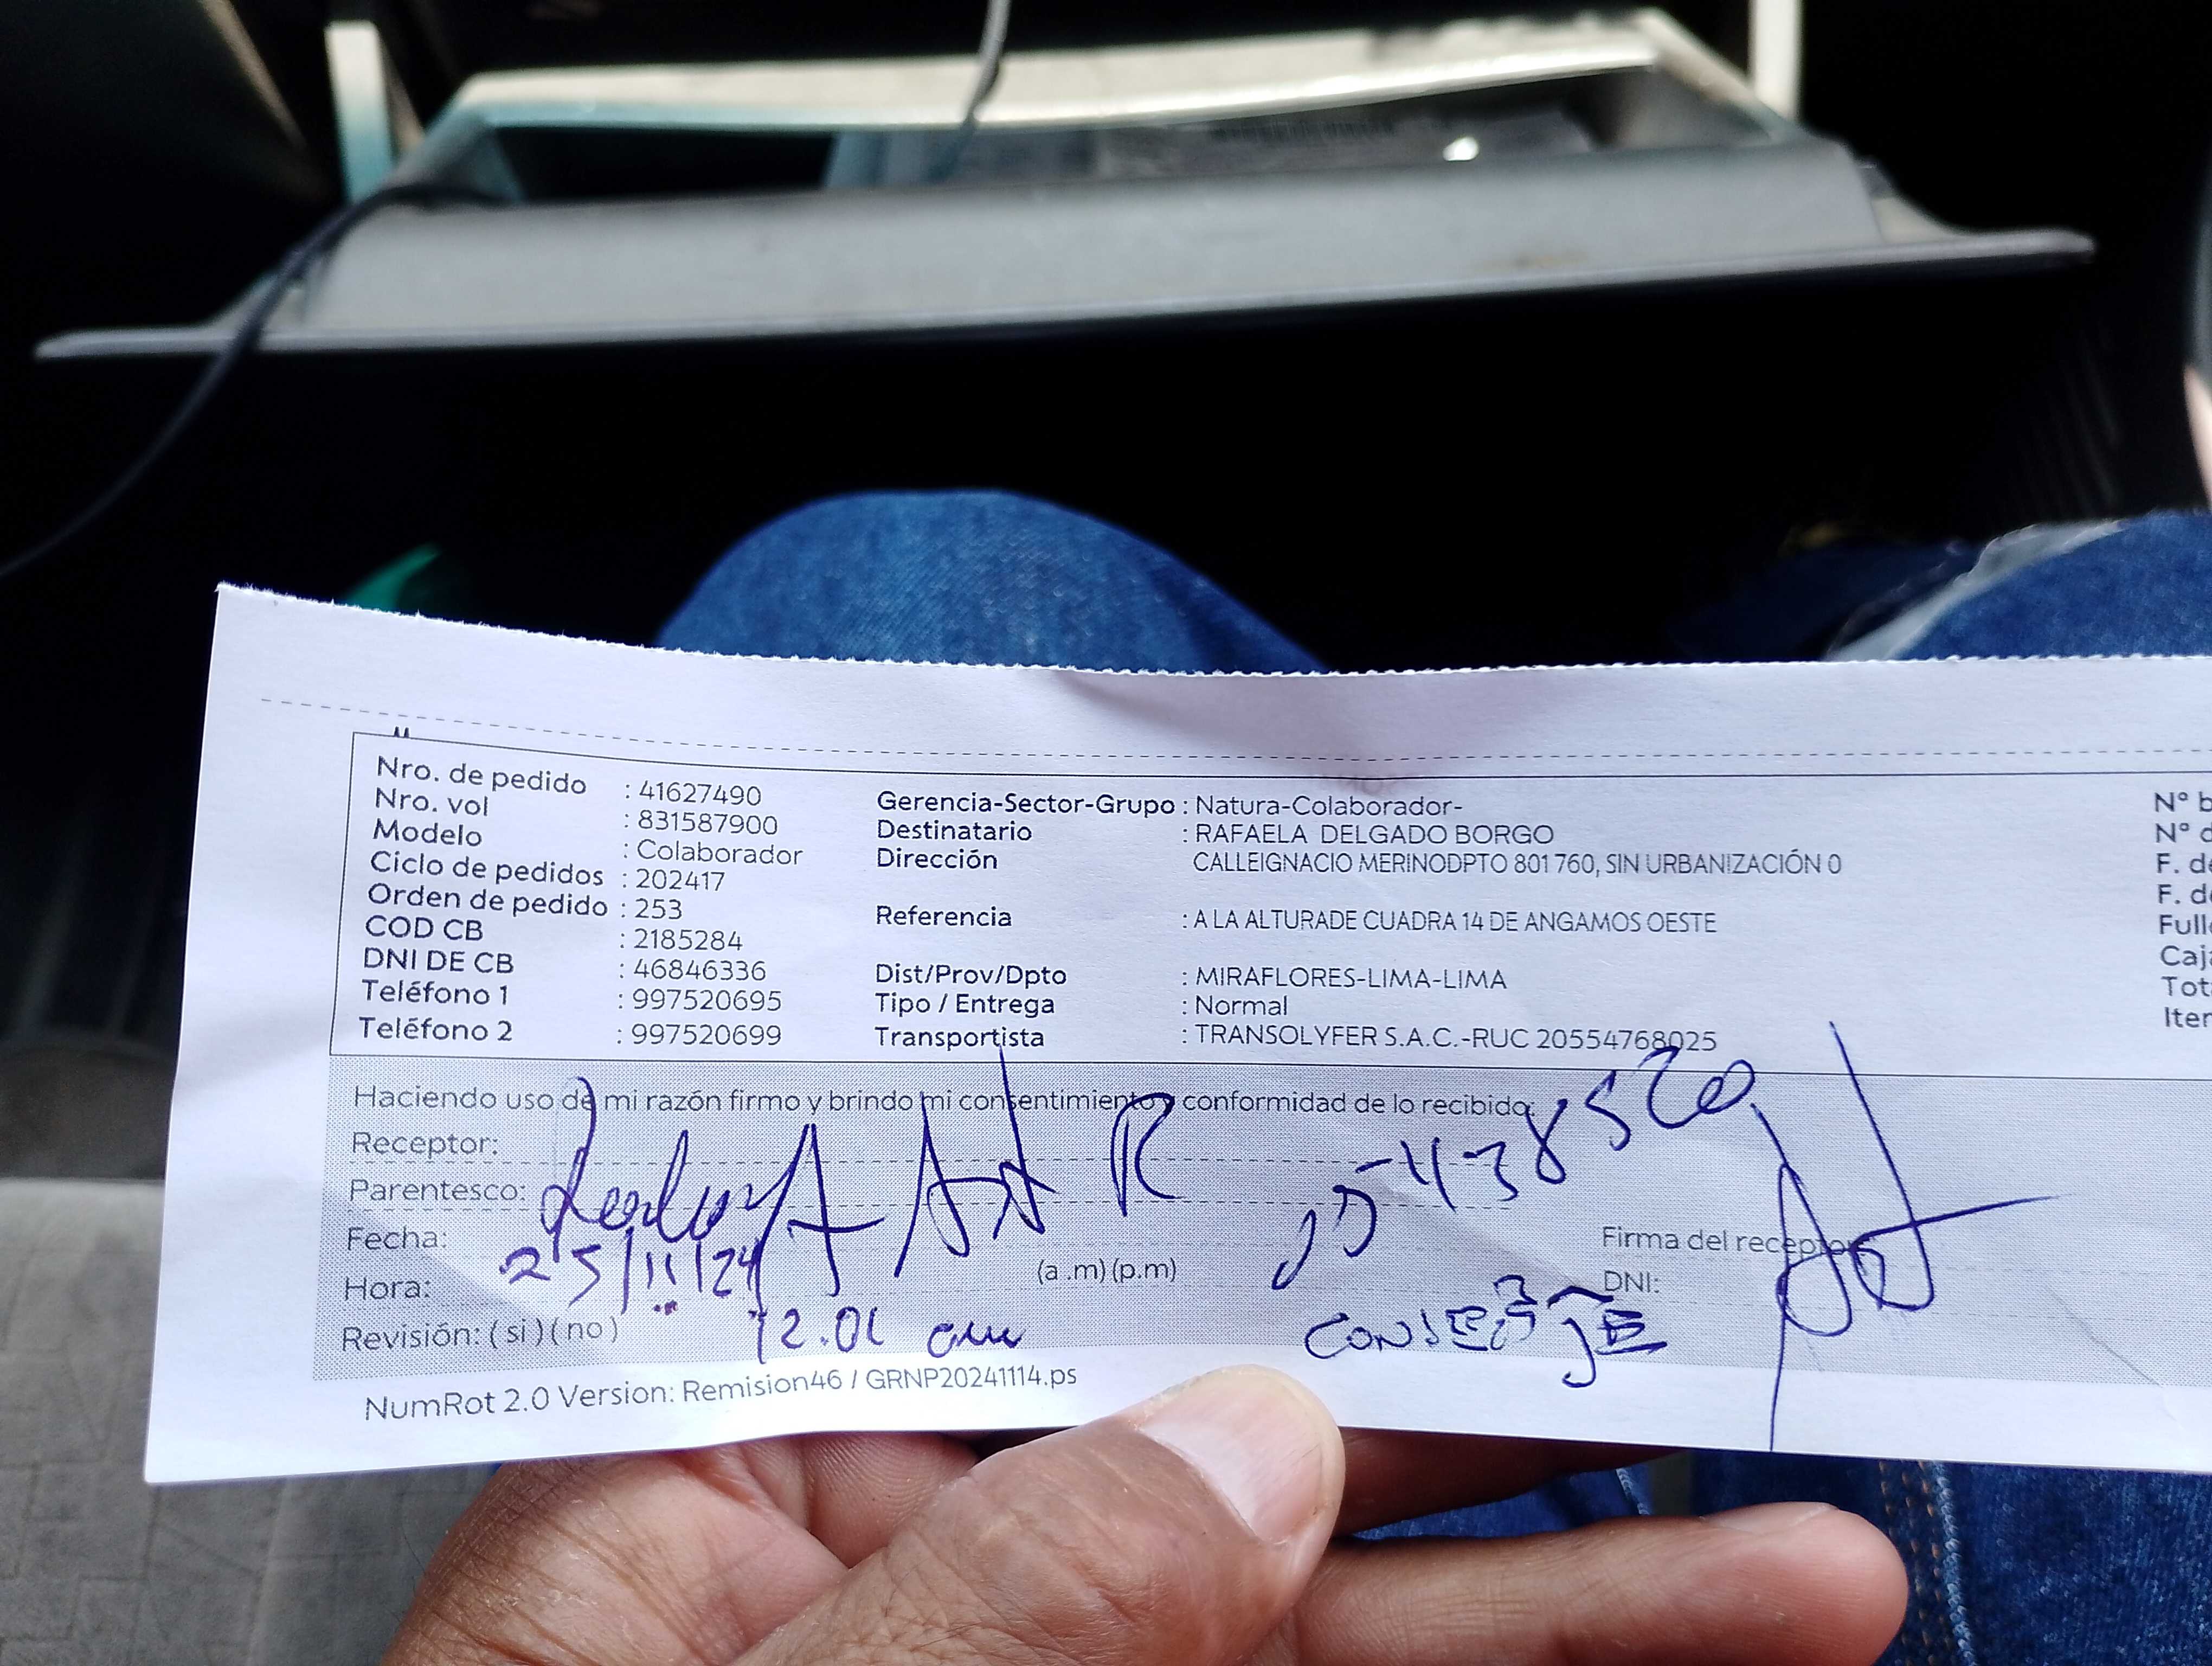 Nro. de pedido : 41627490
Nro. vol : 831587900
Modelo : Colaborador
Ciclo de pedidos : 202417
Orden de pedido : 253
COD CB : 2185284
DNI DE CB : 46846336
Teléfono 1 : 997520695
Teléfono 2 : 997520699
Gerencia-Sector-Grupo : Natura-Colaborador-
Destinatario : RAFAELA DELGADO BORGO
Dirección CALLEIGNACIO MERINODPTO 801 760, SIN URBANIZACIÓN 0
Referencia : A LA ALTURADE CUADRA 14 DE ANGAMOS OESTE
Dist/Prov/Dpto : MIRAFLORES-LIMA-LIMA
Tipo / Entrega : Normal
Transportista : TRANSOLYFER S.A.C.-RUC 20554768025
N° b
N° d
F. de
F. d
Full
Caj
Tot
Iter
Haciendo uso de mi razón firmo y brindo mi consentimiento y conformidad de lo recibido:
Receptor:
Parentesco:
Fecha: 25/11/24
Hora: 12.01 (a .m) (p.m)
Revisión: ( si ) ( no )
Firma del receptor
DNI:
NumRot 2.0 Version: Remision46 / GRNP20241114.ps